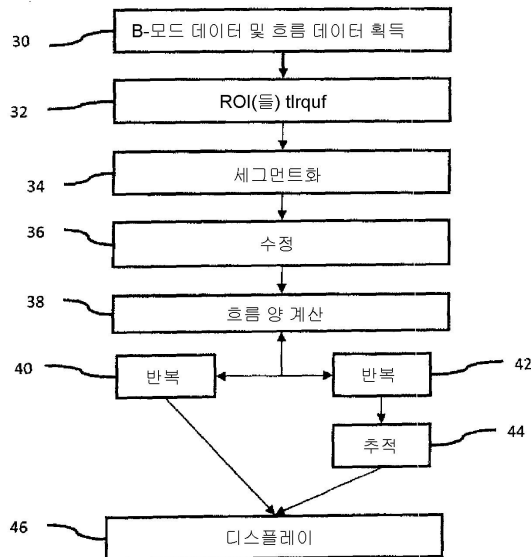 30
B-모드 데이터 및 흐름 데이터 획득
32
ROI(들) tlrquf
34
세그먼트화
36
수정
38
흐름 양 계산
40
반복
반복
42
추적
44
46
디스플레이